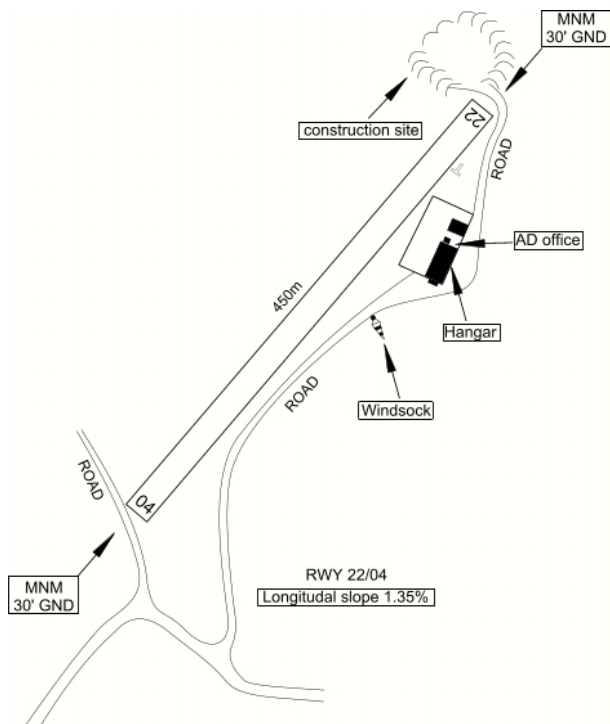 MNM
30' GND
construction site
22
ROAD
T
AD office
450m
Hangar
ROAD
Windsock
ROAD
04
MNM
30' GND
RWY 22/04
Longitudal slope 1.35%